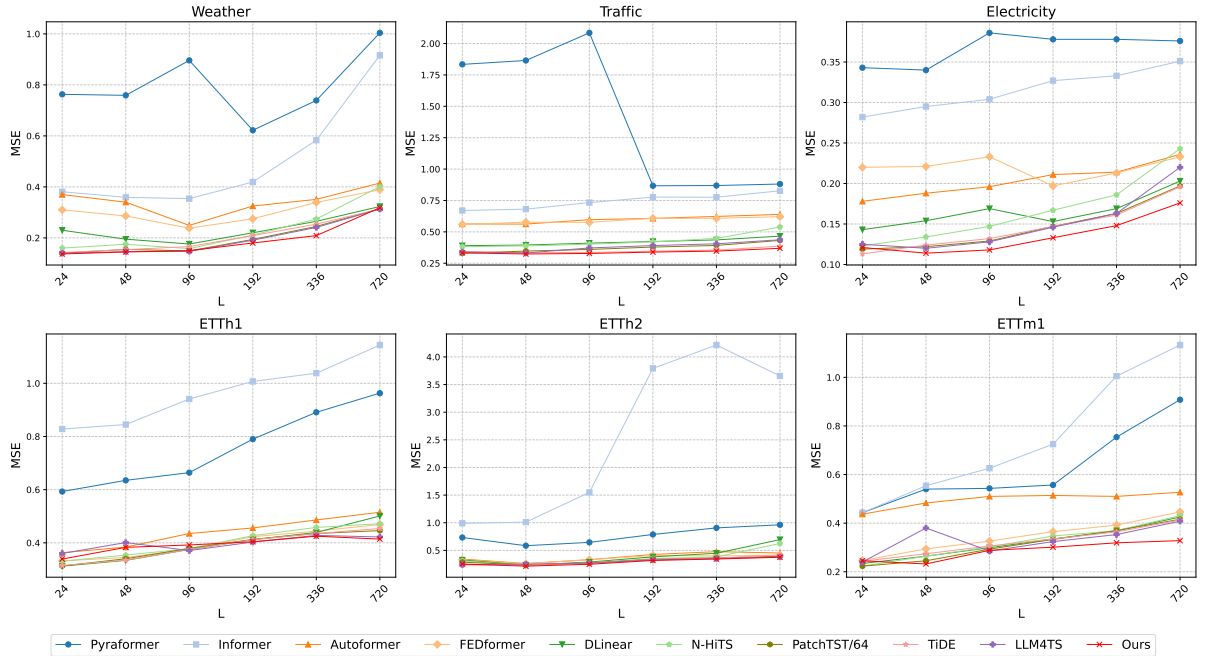 Weather
Traffic
Electricity
MSE
1.0
0.8
0.6
0.4
0.2
24 48 96 192 336 720
L
MSE
2.00
1.75
1.50
1.25
1.00
0.75
0.50
0.25
24 48 96 192 336 720
L
MSE
0.35
0.30
0.25
0.20
0.15
0.10
24 48 96 192 336 720
L
ETTh1
ETTh2
ETTm1
MSE
1.0
0.8
0.6
0.4
24 48 96 192 336 720
L
MSE
4.0
3.5
3.0
2.5
2.0
1.5
1.0
0.5
24 48 96 192 336 720
L
MSE
1.0
0.8
0.6
0.4
0.2
24 48 96 192 336 720
L
Pyraformer Informer Autoformer FEDformer DLinear N-HiTS PatchTST/64 TiDE LLM4TS Ours